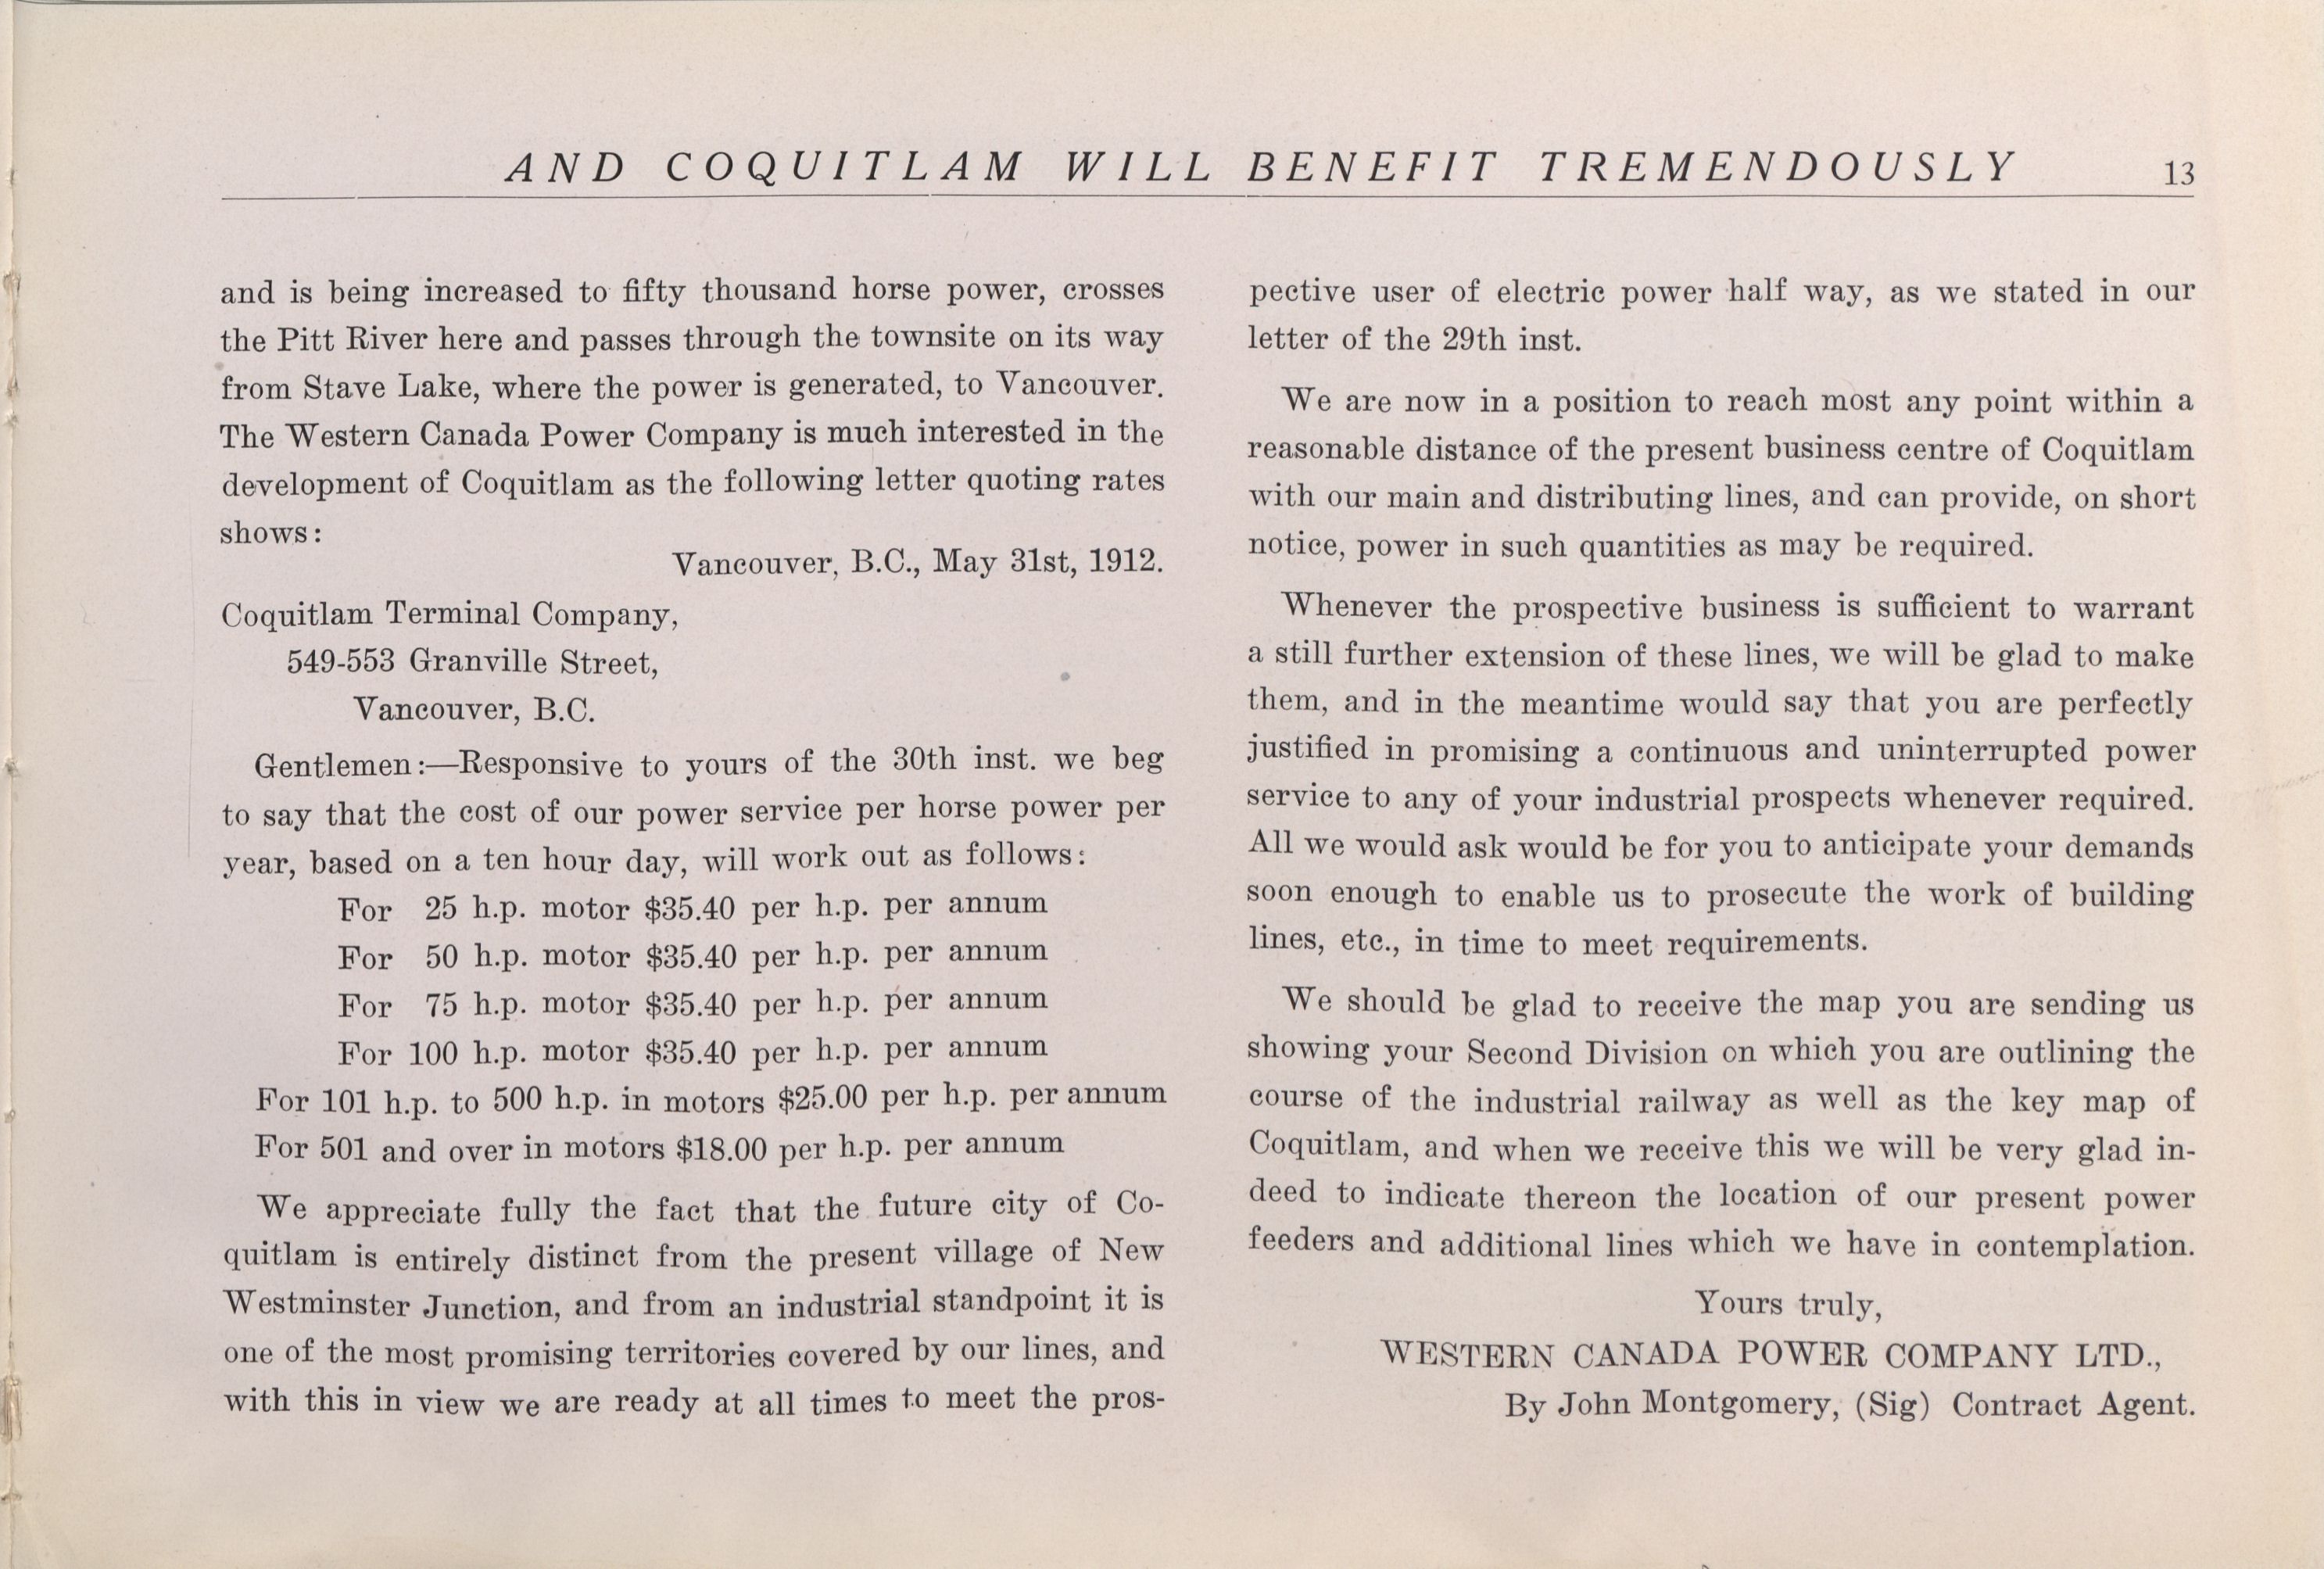 AND COQUITLAM WILL BENEFIT TREMENDOUSLY 13
and is being increased to fifty thousand horse power, crosses
the Pitt River here and passes through the townsite on its way
from Stave Lake, where the power is generated, to Vancouver.
The Western Canada Power Company is much interested in the
development of Coquitlam as the following letter quoting rates
shows:
Vancouver, B.C., May 31st, 1912.
Coquitlam Terminal Company,
549-553 Granville Street,
Vancouver, B.C.
Gentlemen:—Responsive to yours of the 30th inst. we beg
to say that the cost of our power service per horse power per
year, based on a ten hour day, will work out as follows:
For 25 h.p. motor $35.40 per h.p. per annum
For 50 h.p. motor $35.40 per h.p. per annum
For 75 h.p. motor $35.40 per h.p. per annum
For 100 h.p. motor $35.40 per h.p. per annum
For 101 h.p. to 500 h.p. in motors $25.00 per h.p. per annum
For 501 and over in motors $18.00 per h.p. per annum
We appreciate fully the fact that the future city of Co-
quitlam is entirely distinct from the present village of New
Westminster Junction, and from an industrial standpoint it is
one of the most promising territories covered by our lines, and
with this in view we are ready at all times to meet the pros-
pective user of electric power half way, as we stated in our
letter of the 29th inst.
We are now in a position to reach most any point within a
reasonable distance of the present business centre of Coquitlam
with our main and distributing lines, and can provide, on short
notice, power in such quantities as may be required.
Whenever the prospective business is sufficient to warrant
a still further extension of these lines, we will be glad to make
them, and in the meantime would say that you are perfectly
justified in promising a continuous and uninterrupted power
service to any of your industrial prospects whenever required.
All we would ask would be for you to anticipate your demands
soon enough to enable us to prosecute the work of building
lines, etc., in time to meet requirements.
We should be glad to receive the map you are sending us
showing your Second Division on which you are outlining the
course of the industrial railway as well as the key map of
Coquitlam, and when we receive this we will be very glad in-
deed to indicate thereon the location of our present power
feeders and additional lines which we have in contemplation.
Yours truly,
WESTERN CANADA POWER COMPANY LTD.,
By John Montgomery, (Sig) Contract Agent.